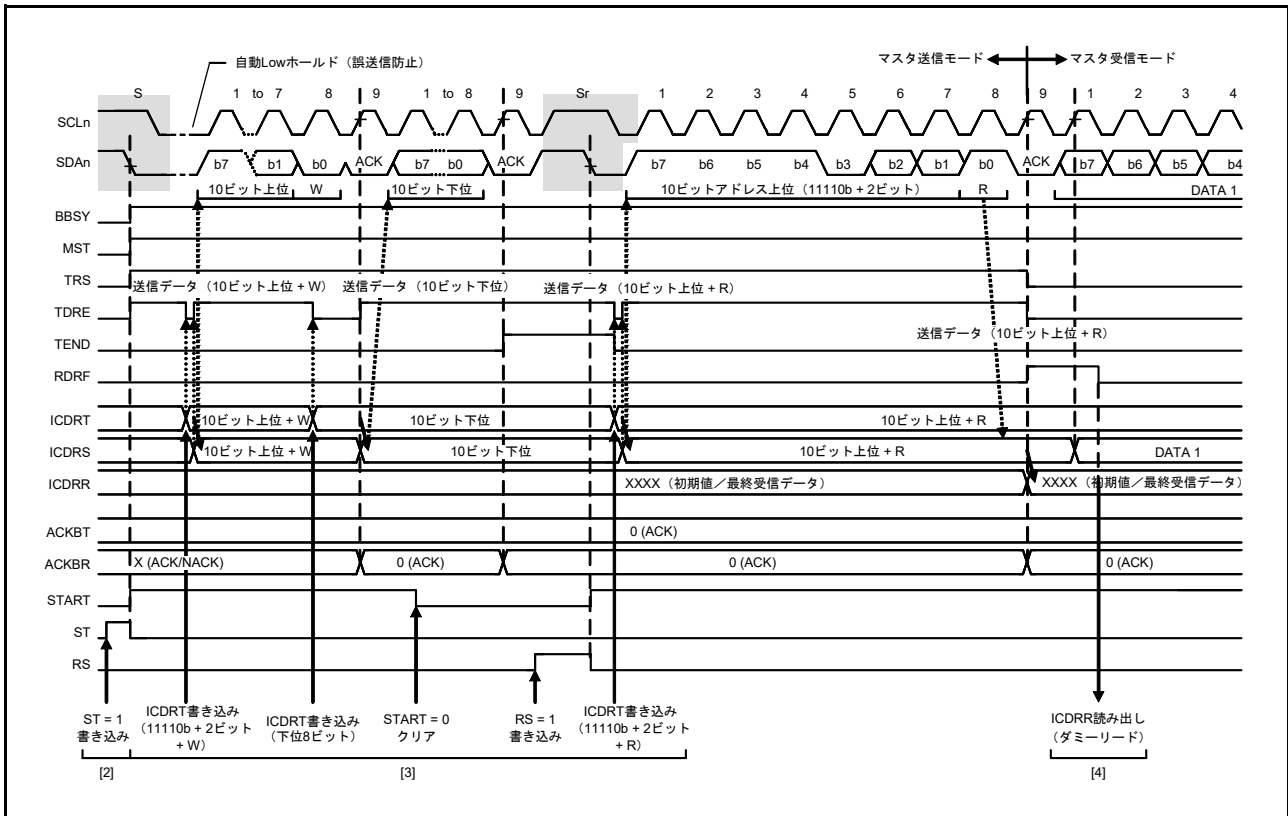 自動Lowホールド（誤送信防止）
マスタ送信モード マスタ受信モード
S 1 to 7 8 9 1 to 8 9 Sr 1 2 3 4 5 6 7 8 9 1 2 3 4
SCLn
SDAn b7 b1 b0 ACK b7 b0 ACK b7 b6 b5 b4 b3 b2 b1 b0 ACK b7 b6 b5 b4
10ビット上位 W 10ビット下位 10ビットアドレス上位（11110b + 2ビット） R DATA 1
BBSY
MST
TRS
送信データ（10ビット上位 + W） 送信データ（10ビット下位） 送信データ（10ビット上位 + R）
TDRE
送信データ（10ビット上位 + R）
TEND
RDRF
ICDRT 10ビット上位 + W 10ビット下位 10ビット上位 + R
ICDRS 10ビット上位 + W 10ビット下位 10ビット上位 + R DATA 1
ICDRR XXXX（初期値／最終受信データ） XXXX（初期値／最終受信データ）
ACKBT 0 (ACK)
ACKBR X (ACK/NACK) 0 (ACK) 0 (ACK) 0 (ACK)
START
ST
RS
ST = 1
書き込み
ICDRT書き込み
（11110b + 2ビット
+ W）
ICDRT書き込み
（下位8ビット）
START = 0
クリア
RS = 1
書き込み
ICDRT書き込み
（11110b + 2ビット
+ R）
ICDRR読み出し
（ダミーリード）
[2] [3] [4]